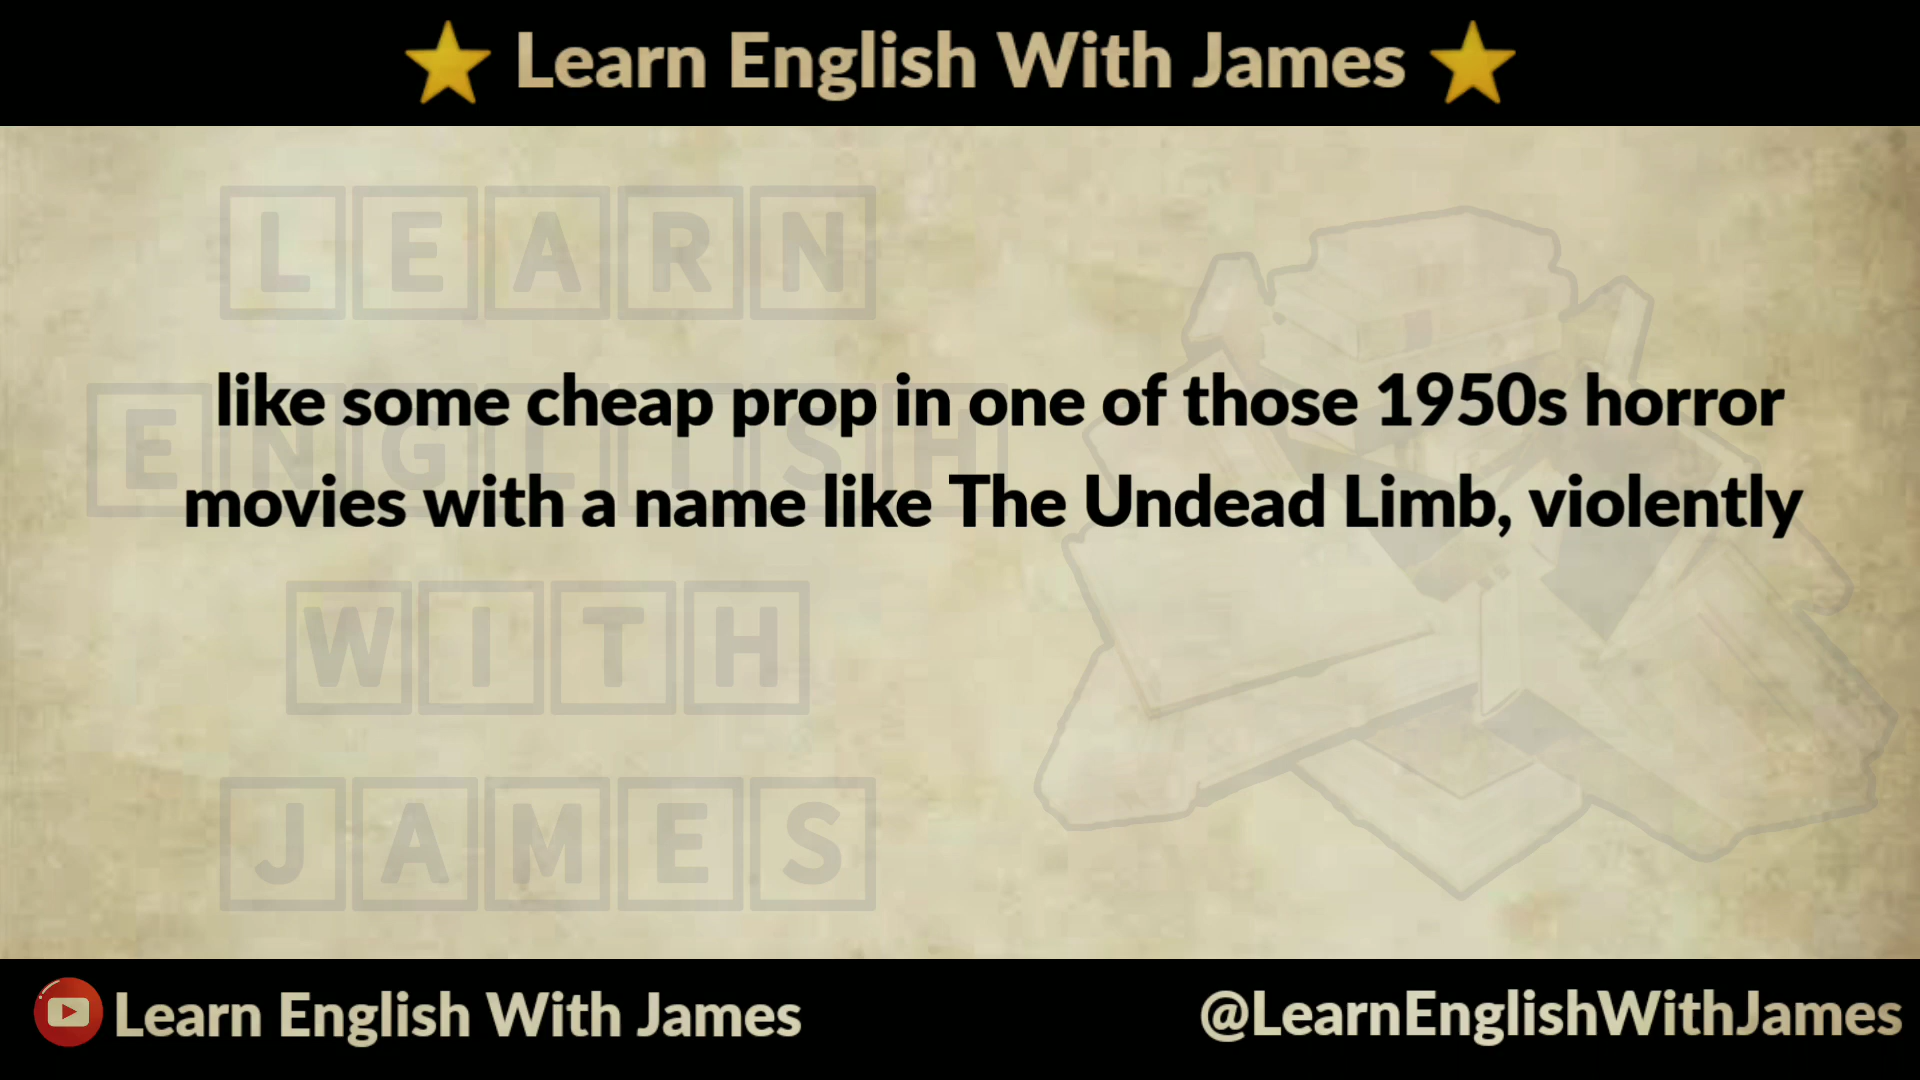 Learn English With James
LEARN
like some cheap prop in one of those 1950s horror
ENGLISH
movies with a name like The Undead Limb, violently
WITH
JAMES
Learn English With James
@LearnEnglishWithJames